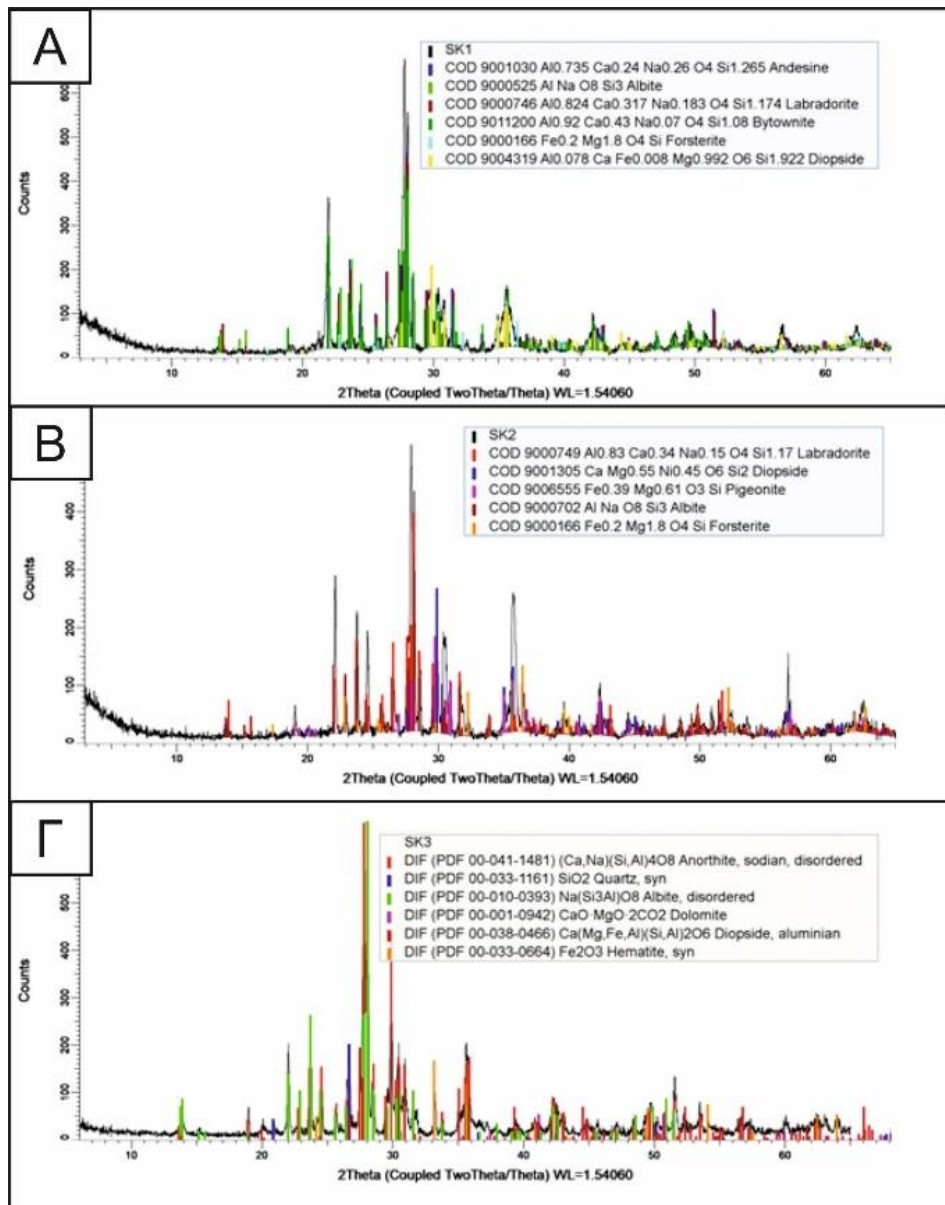 A
SK1
COD 9001030 Al0.735 Ca0.24 Na0.26 O4 Si1.265 Andesine
COD 9000525 Al Na O8 Si3 Albite
COD 9000746 Al0.824 Ca0.317 Na0.183 O4 Si1.174 Labradorite
COD 9011200 Al0.92 Ca0.43 Na0.07 O4 Si1.08 Bytownite
COD 9000166 Fe0.2 Mg1.8 O4 Si Forsterite
COD 9004319 Al0.078 Ca Fe0.008 Mg0.992 O6 Si1.922 Diopside
Counts
600
500
400
300
200
100
0
10 20 30 40 50 60
2Theta (Coupled TwoTheta/Theta) WL=1.54060
B
SK2
COD 9000749 Al0.83 Ca0.34 Na0.15 O4 Si1.17 Labradorite
COD 9001305 Ca Mg0.55 Ni0.45 O6 Si2 Diopside
COD 9006555 Fe0.39 Mg0.61 O3 Si Pigeonite
COD 9000702 Al Na O8 Si3 Albite
COD 9000166 Fe0.2 Mg1.8 O4 Si Forsterite
Counts
400
300
200
100
0
10 20 30 40 50 60
2Theta (Coupled TwoTheta/Theta) WL=1.54060
Γ
SK3
DIF (PDF 00-041-1481) (Ca,Na)(Si,Al)4O8 Anorthite, sodian, disordered
DIF (PDF 00-033-1161) SiO2 Quartz, syn
DIF (PDF 00-010-0393) Na(Si3Al)O8 Albite, disordered
DIF (PDF 00-001-0942) CaO·MgO·2CO2 Dolomite
DIF (PDF 00-038-0466) Ca(Mg,Fe,Al)(Si,Al)2O6 Diopside, aluminian
DIF (PDF 00-033-0664) Fe2O3 Hematite, syn
Counts
500
400
300
200
100
0
10 20 30 40 50 60
2Theta (Coupled TwoTheta/Theta) WL=1.54060